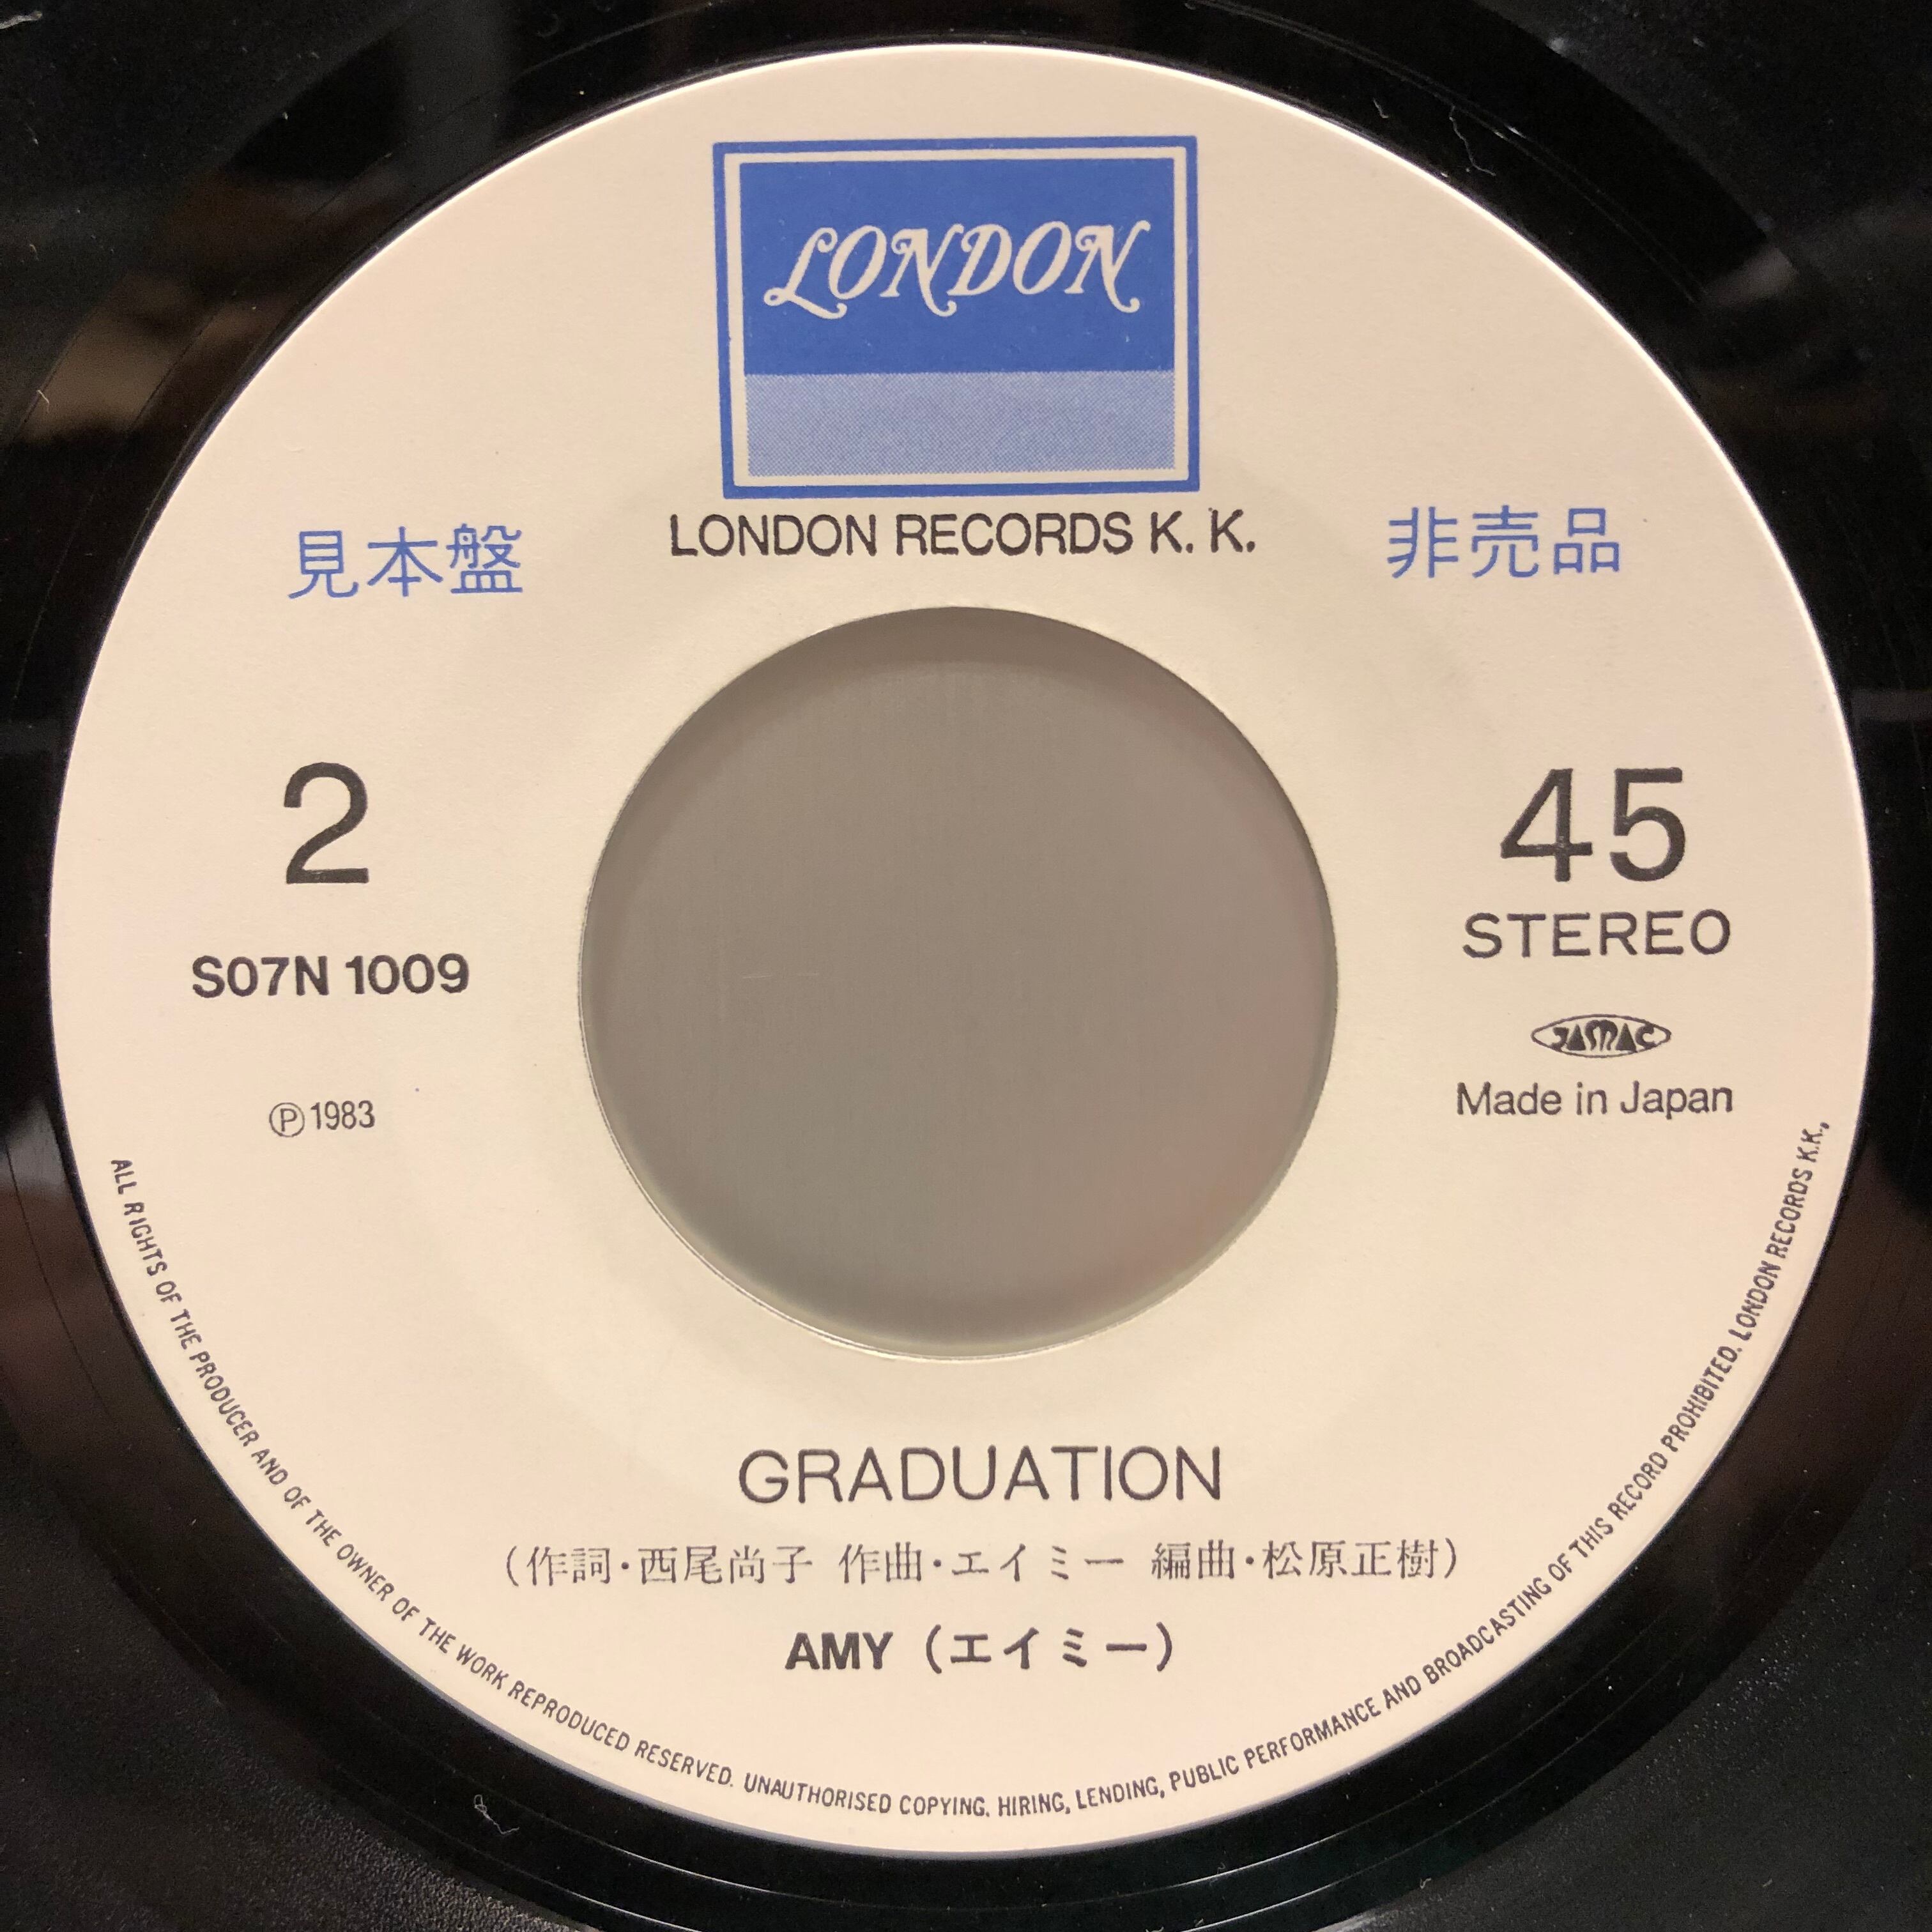 LONDON
LONDON RECORDS K. K.
見本盤
非売品
2
45
STEREO
S07N 1009
JASRAC
Made in Japan
℗1983
GRADUATION
(作詞・西尾尚子 作曲・エイミー 編曲・松原正樹)
AMY (エイミー)
ALL RIGHTS OF THE PRODUCER AND OF THE OWNER OF THE WORK REPRODUCED RESERVED. UNAUTHORISED COPYING, HIRING, LENDING, PUBLIC PERFORMANCE AND BROADCASTING OF THIS RECORD PROHIBITED. LONDON RECORDS K.K.,